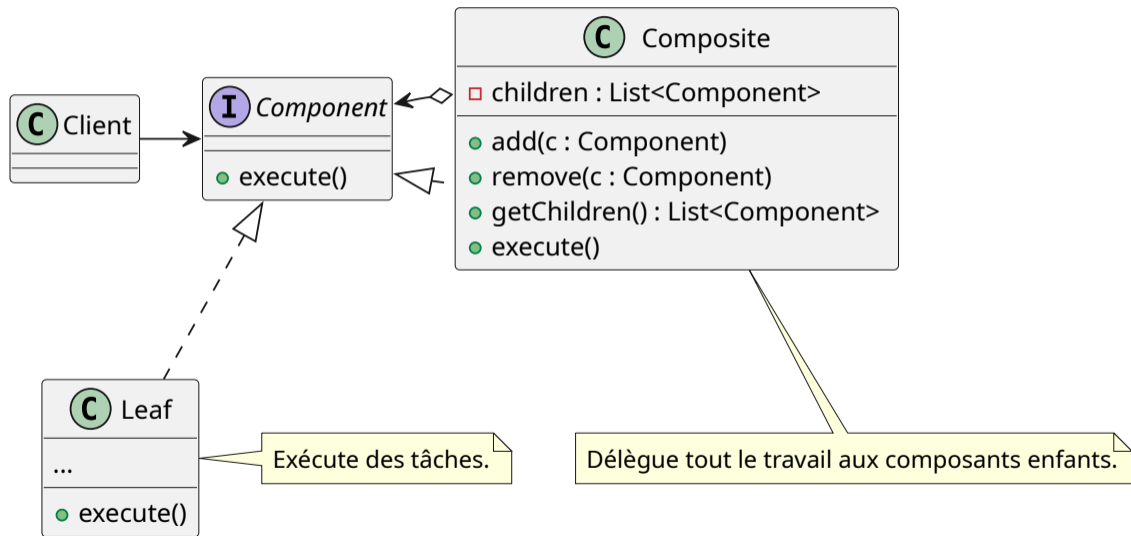 C Client
I Component
execute()
C Composite
children : List<Component>
add(c : Component)
remove(c : Component)
getChildren() : List<Component>
execute()
C Leaf
...
execute()
Exécute des tâches.
Délègue tout le travail aux composants enfants.